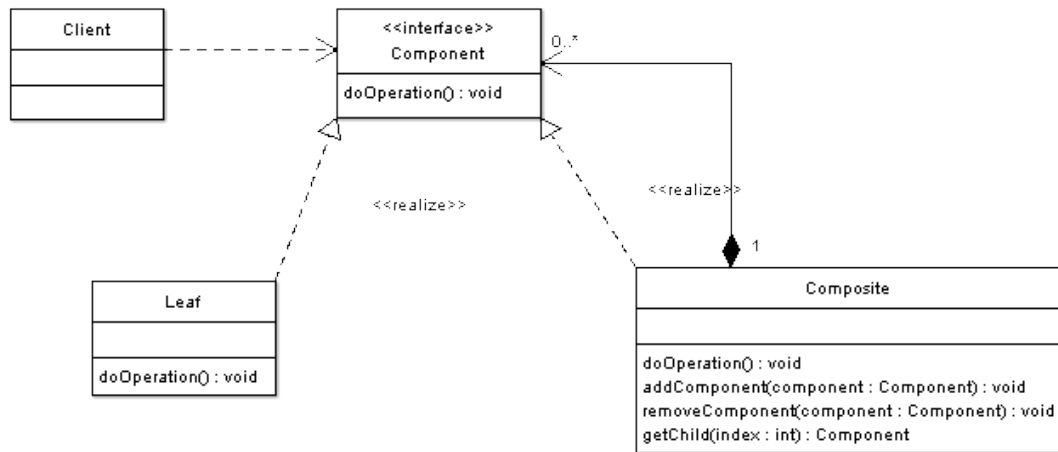 Client
<<interface>>
Component
doOperation() : void
0..*
<<realize>>
<<realize>>
1
Leaf
doOperation() : void
Composite
doOperation() : void
addComponent(component : Component) : void
removeComponent(component : Component) : void
getChild(index : int) : Component